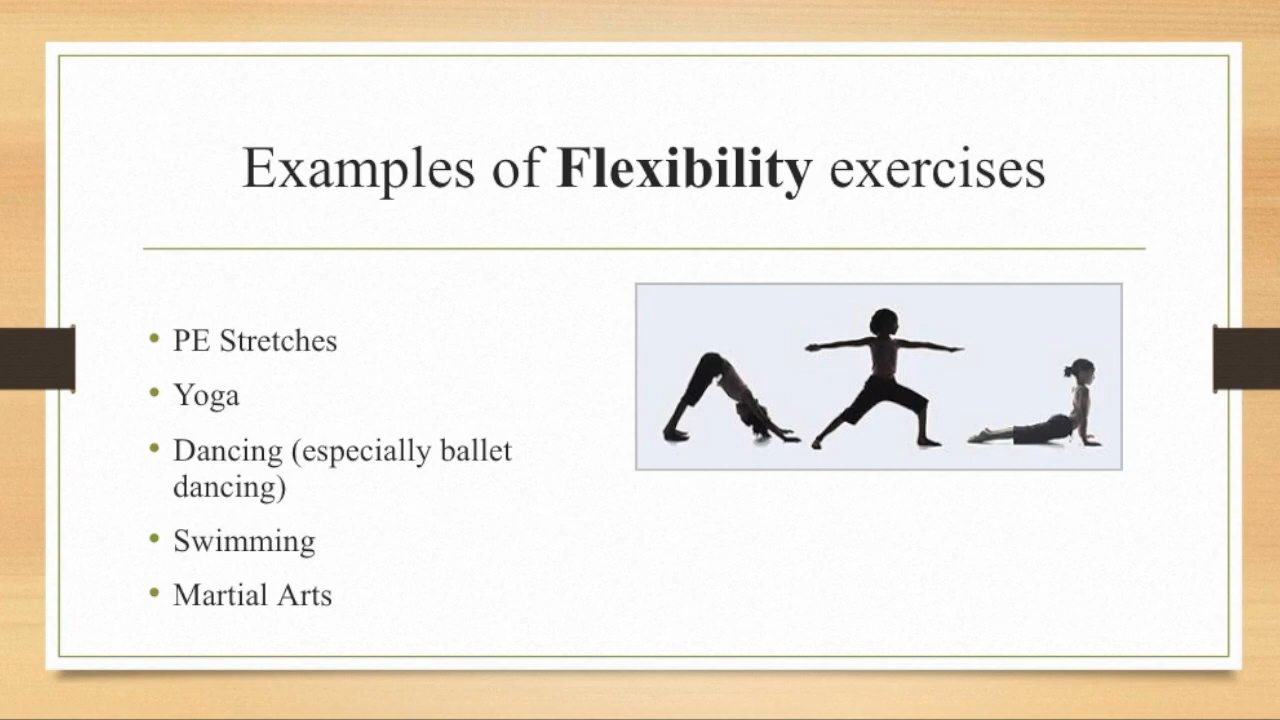 Examples of Flexibility exercises
• PE Stretches
• Yoga
• Dancing (especially ballet
dancing)
• Swimming
• Martial Arts